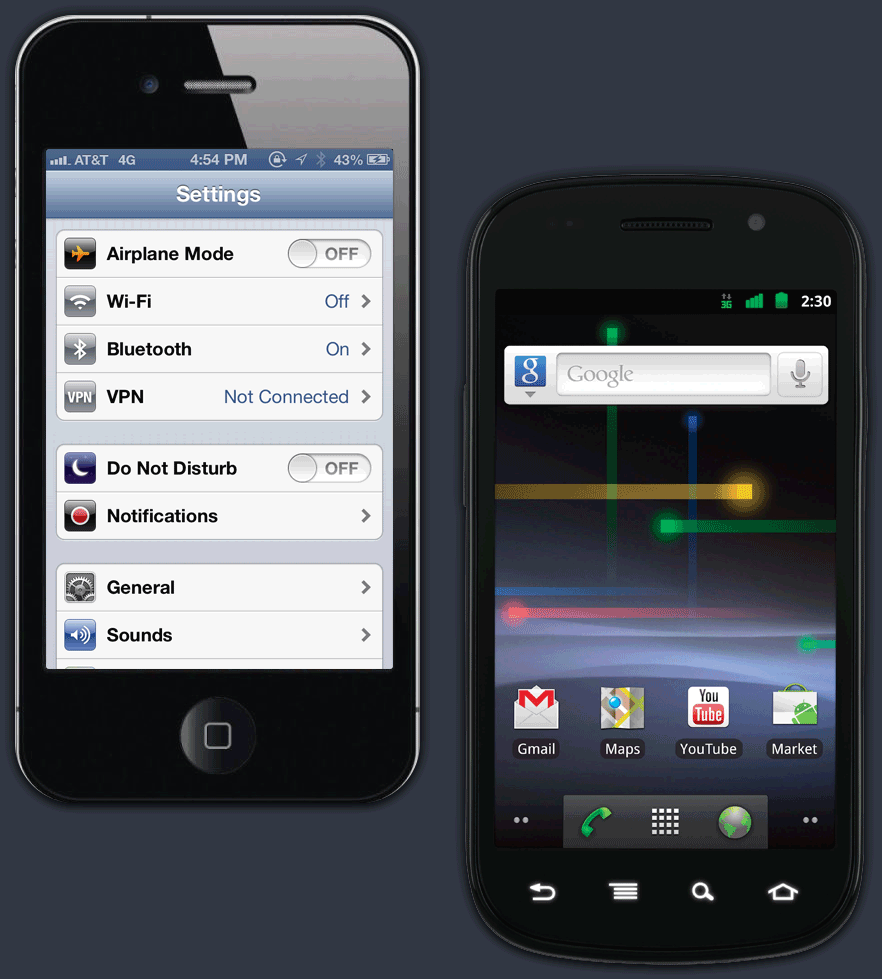 AT&T 4G 4:54 PM 43%
Settings
Airplane Mode OFF
Wi-Fi Off
Bluetooth On
VPN VPN Not Connected
Do Not Disturb OFF
Notifications
General
Sounds
3G 2:30
g Google
You
Tube
Gmail Maps YouTube Market